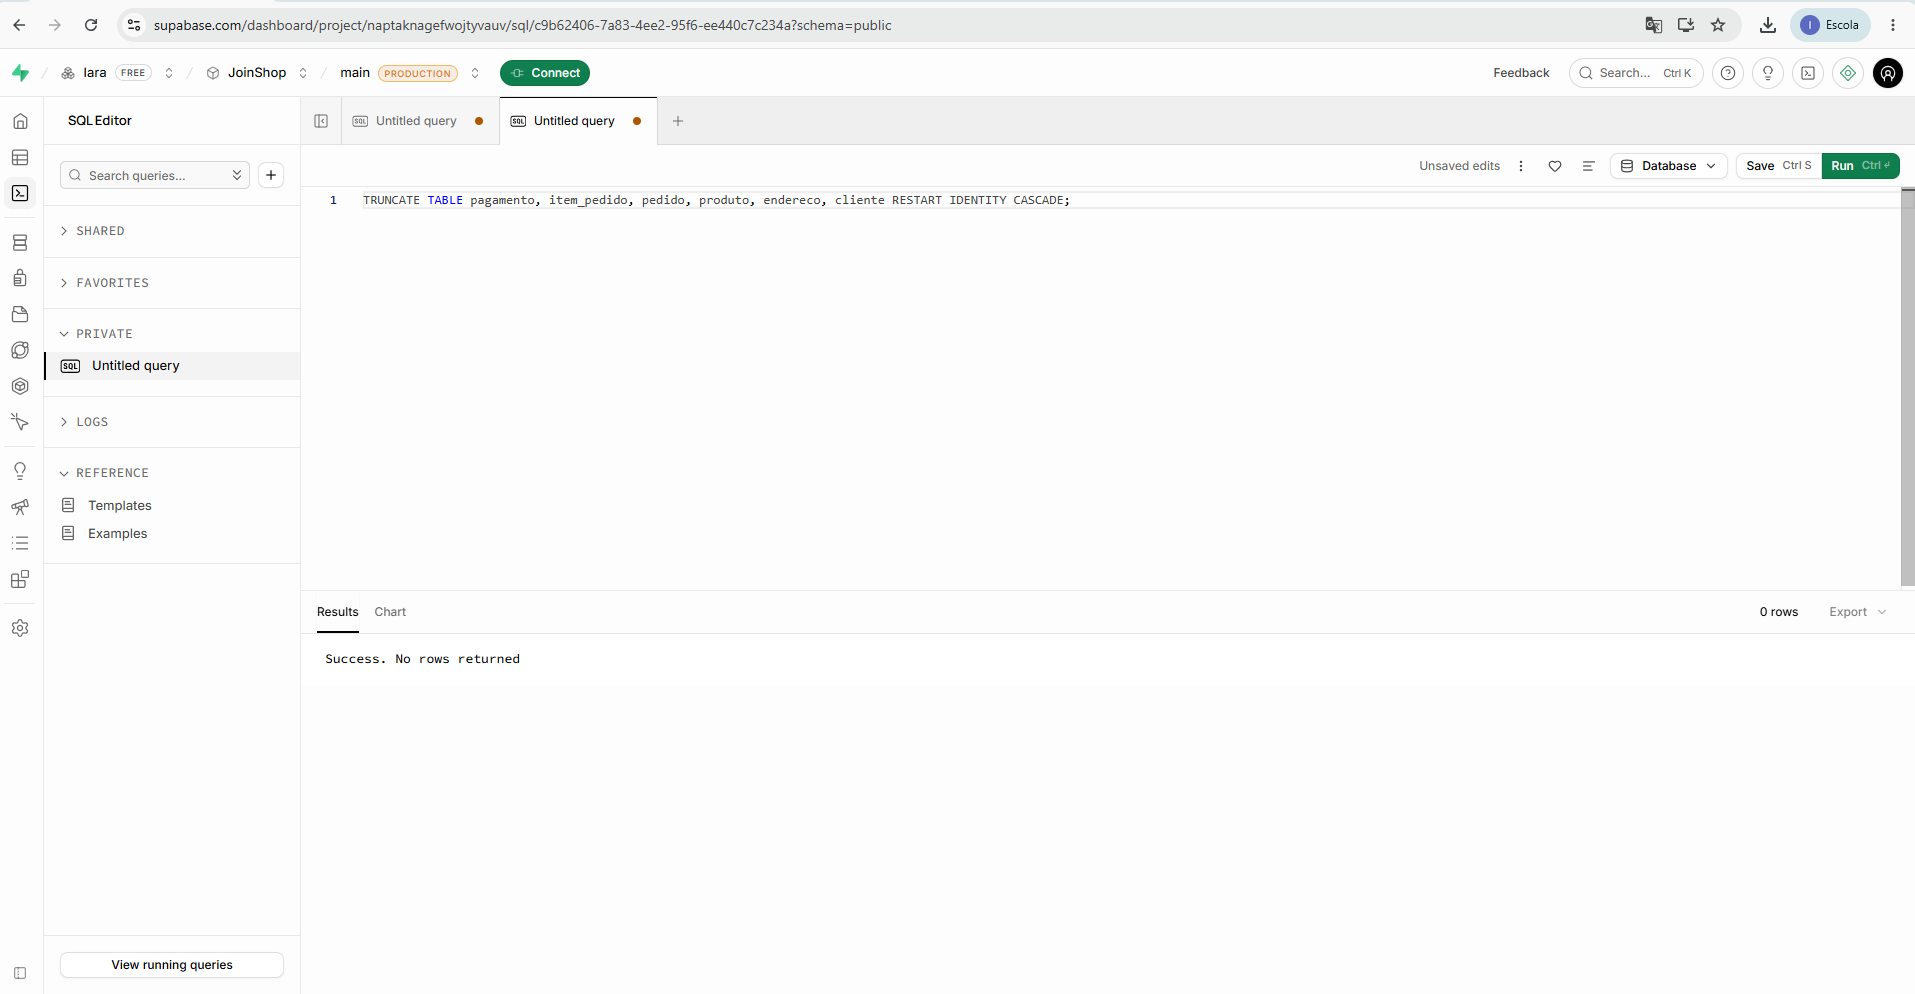 supabase.com/dashboard/project/naptaknagefwojtyvauv/sql/c9b62406-7a83-4ee2-95f6-ee440c7c234a?schema=public
I Escola
Iara FREE / JoinShop / main PRODUCTION Connect
Feedback Search... Ctrl K
SQL Editor
SQL Untitled query
SQL Untitled query
Search queries...
Unsaved edits Database Save Ctrl S Run Ctrl ↵
1 TRUNCATE TABLE pagamento, item_pedido, pedido, produto, endereco, cliente RESTART IDENTITY CASCADE;
SHARED
FAVORITES
PRIVATE
SQL Untitled query
LOGS
REFERENCE
Templates
Examples
Results Chart 0 rows Export
Success. No rows returned
View running queries